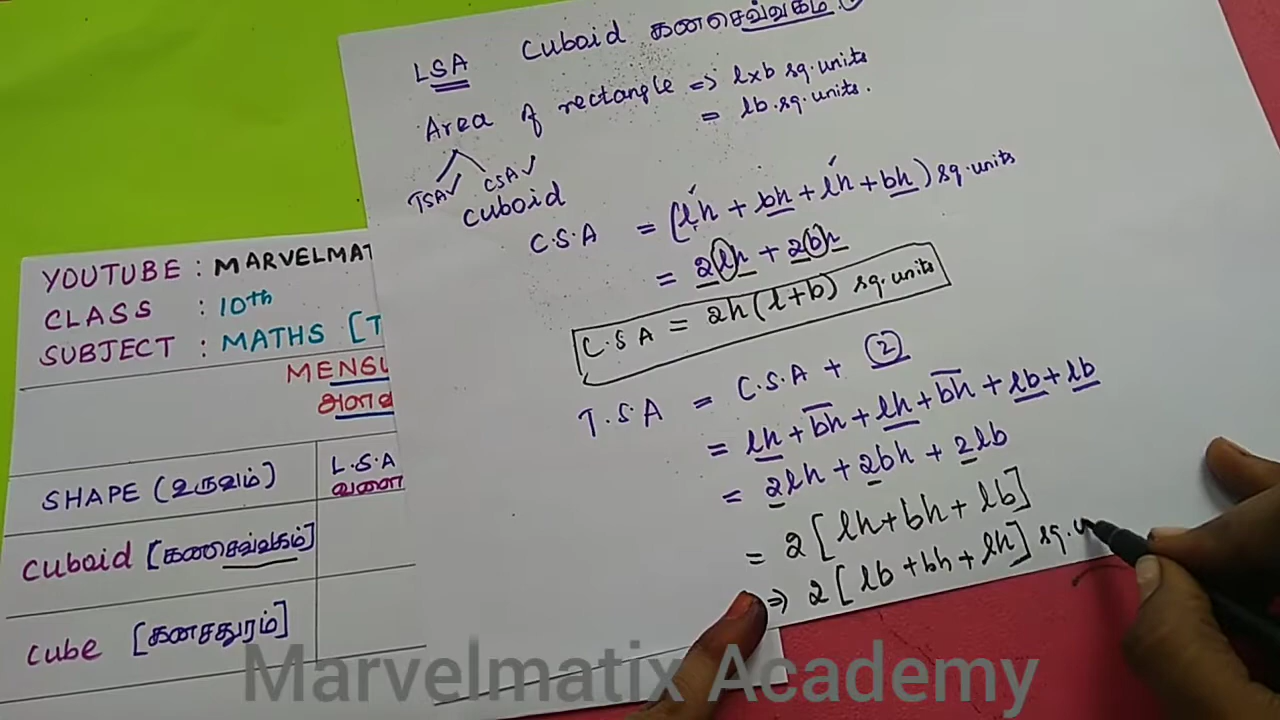 LSA Cuboid கனசெவ்வகம்
Area of rectangle => l×b sq.units
= lb.sq.units.
TSA✓ CSA✓
cuboid
C.S.A = (lh + bh + lh + bh) sq.units
= 2lh + 2bh
C.S.A = 2h(l+b) sq.units
T.S.A = C.S.A + 2
= lh + bh + lh + bh + lb + lb
= 2lh + 2bh + 2lb
= 2[lh+bh+lb]
=> 2[lb+bh+lh] sq.u
YOUTUBE : MARVELMAT
CLASS : 10th
SUBJECT : MATHS [T
MENSU
அளவ
SHAPE (உருவம்) L.S.A
வளை
cuboid [கனசெவ்வகம்]
cube [கனசதுரம்]
Marvelmatix Academy